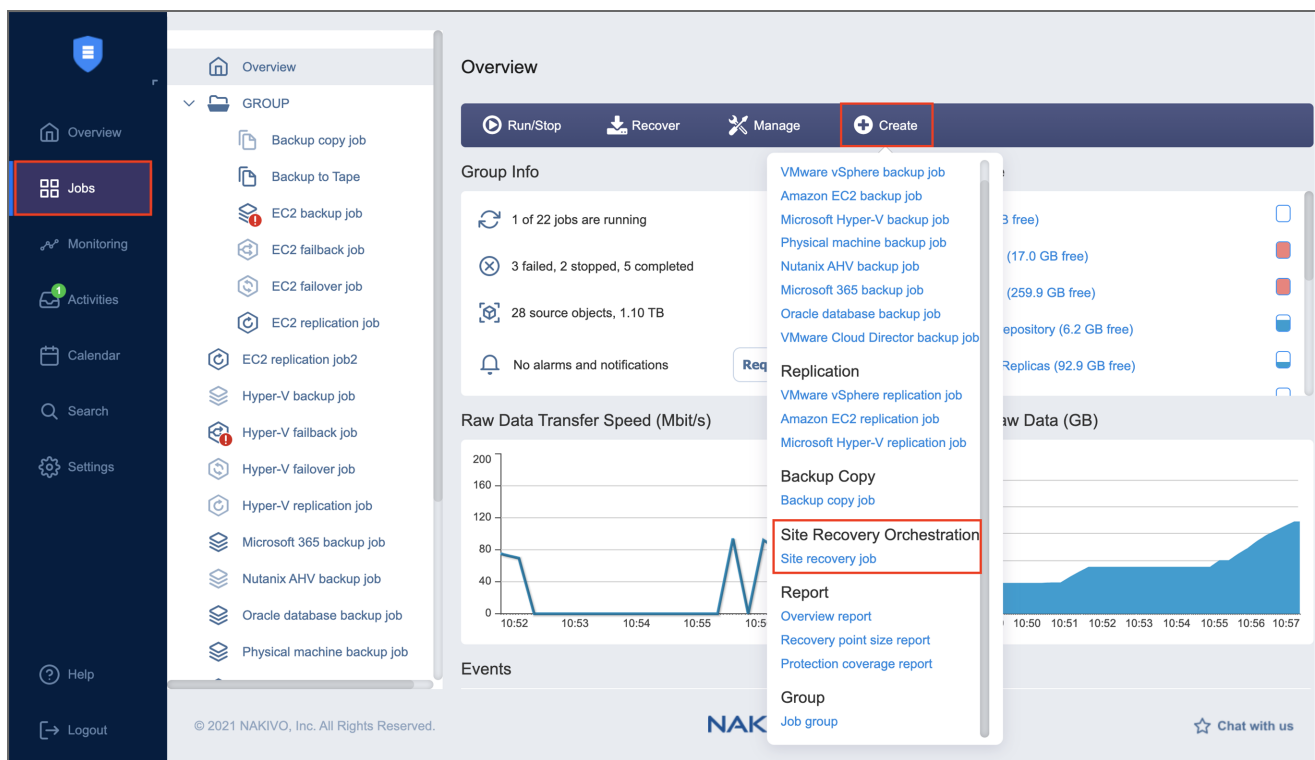 Overview
Jobs
Monitoring
1
Activities
Calendar
Search
Settings
Help
Logout
Overview
GROUP
Backup copy job
Backup to Tape
EC2 backup job
EC2 failback job
EC2 failover job
EC2 replication job
EC2 replication job2
Hyper-V backup job
Hyper-V failback job
Hyper-V failover job
Hyper-V replication job
Microsoft 365 backup job
Nutanix AHV backup job
Oracle database backup job
Physical machine backup job
Overview
Run/Stop Recover Manage Create
Group Info
1 of 22 jobs are running
3 failed, 2 stopped, 5 completed
28 source objects, 1.10 TB
No alarms and notifications
Req
VMware vSphere backup job
Amazon EC2 backup job
Microsoft Hyper-V backup job
Physical machine backup job
Nutanix AHV backup job
Microsoft 365 backup job
Oracle database backup job
VMware Cloud Director backup job
Replication
VMware vSphere replication job
Amazon EC2 replication job
Microsoft Hyper-V replication job
Backup Copy
Backup copy job
Site Recovery Orchestration
Site recovery job
Report
Overview report
Recovery point size report
Protection coverage report
Group
Job group
free)
(17.0 GB free)
(259.9 GB free)
epository (6.2 GB free)
Replicas (92.9 GB free)
Raw Data Transfer Speed (Mbit/s)
200
160
120
80
40
0
10:52 10:53 10:54 10:55
aw Data (GB)
10:50 10:51 10:52 10:53 10:54 10:55 10:56 10:57
Events
© 2021 NAKIVO, Inc. All Rights Reserved.
NAK
Chat with us